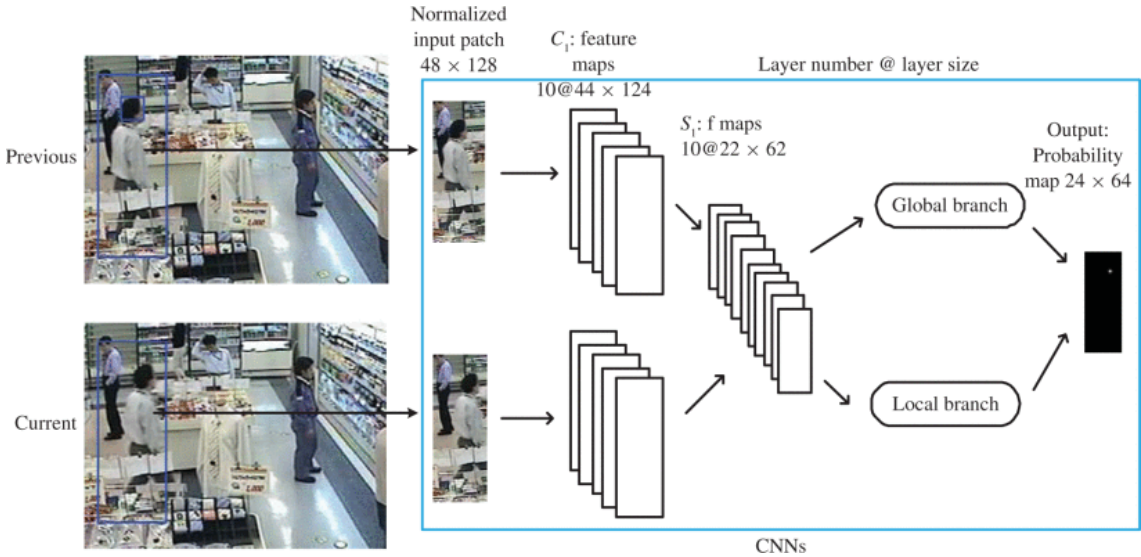 Normalized
input patch
48 × 128
C₁: feature
maps
10@44 × 124
Layer number @ layer size
S₁: f maps
10@22 × 62
Output:
Probability
map 24 × 64
Previous
Global branch
Current
Local branch
CNNs